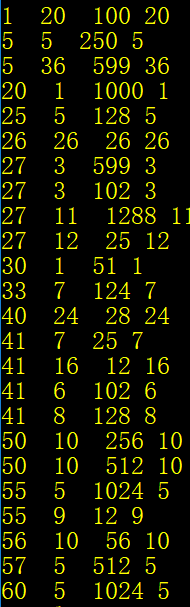 1 20 100 20
5 5 250 5
5 36 599 36
20 1 1000 1
25 5 128 5
26 26 26 26
27 3 599 3
27 3 102 3
27 11 1288 11
27 12 25 12
30 1 51 1
33 7 124 7
40 24 28 24
41 7 25 7
41 16 12 16
41 6 102 6
41 8 128 8
50 10 256 10
50 10 512 10
55 5 1024 5
55 9 12 9
56 10 56 10
57 5 512 5
60 5 1024 5